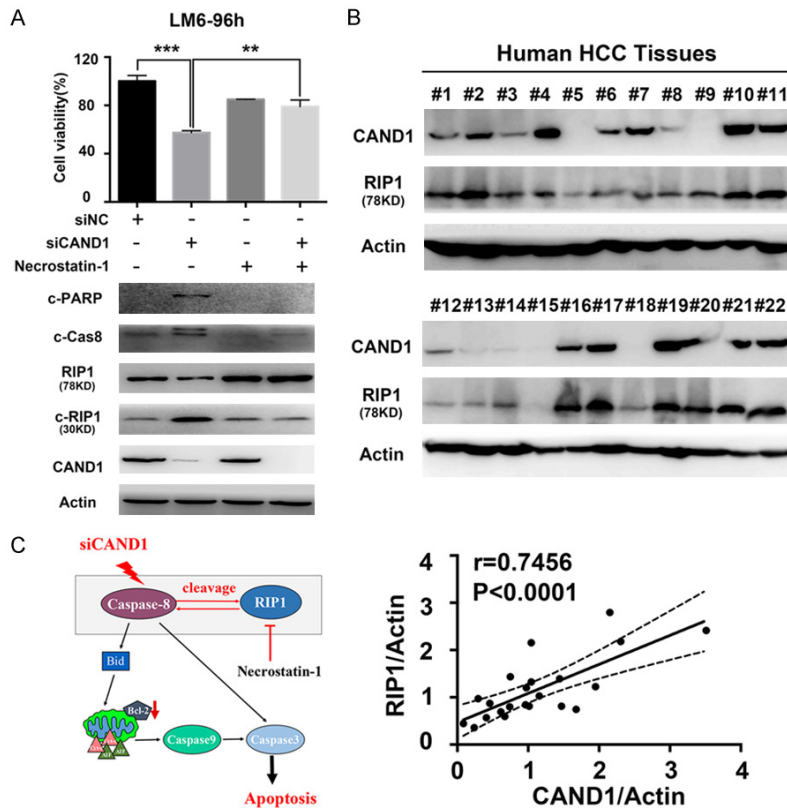 A
LM6-96h
***
**
Cell viability(%)
120
80
60
40
0
siNC + - - -
siCAND1 - + - +
Necrostatin-1 - - + +
c-PARP
c-Cas8
RIP1
(78KD)
c-RIP1
(30KD)
CAND1
Actin
B
Human HCC Tissues
#1 #2 #3 #4 #5 #6 #7 #8 #9 #10 #11
CAND1
RIP1
(78KD)
Actin
#12 #13 #14 #15 #16 #17 #18 #19 #20 #21 #22
CAND1
RIP1
(78KD)
Actin
C
siCAND1
cleavage
Caspase-8
RIP1
Necrostatin-1
Bid
Bcl-2
Caspase9
Caspase3
Apoptosis
r=0.7456
P<0.0001
RIP1/Actin
4
3
2
1
0
0 1 2 3 4
CAND1/Actin